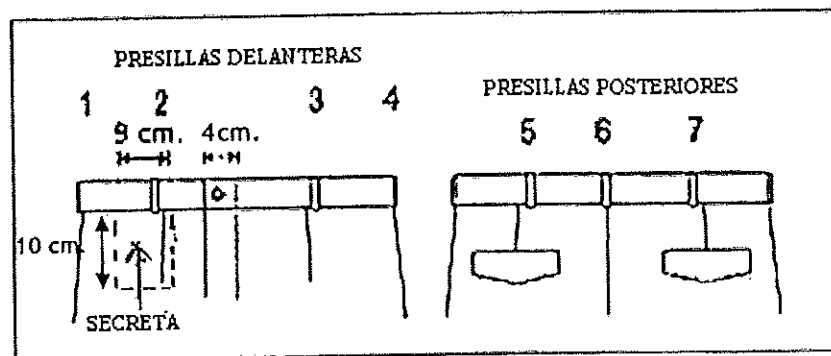 PRESILLAS DELANTERAS
1 2 3 4
9 cm. 4cm.
10 cm.
SECRETA
PRESILLAS POSTERIORES
5 6 7